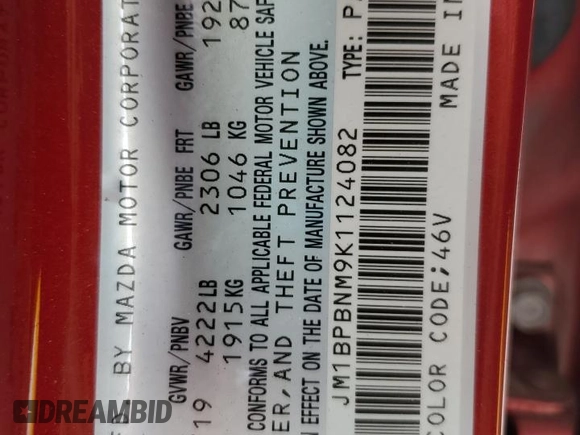 BY MAZDA MOTOR CORPORAT
GVWR/PNBV GAWR/PNBE FRT GAWR/PNBE
19 4222LB 2306 LB 192
1915KG 1046 KG 87
CONFORMS TO ALL APPLICABLE FEDERAL MOTOR VEHICLE SAF
ER, AND THEFT PREVENTION
EFFECT ON THE DATE OF MANUFACTURE SHOWN ABOVE.
JM1BPBNM9K1124082 TYPE: P
COLOR CODE;46V MADE IN
DREAMBID